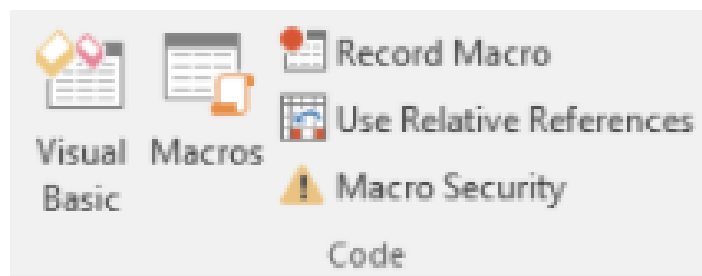 Visual
Basic
Macros
Record Macro
Use Relative References
Macro Security
Code